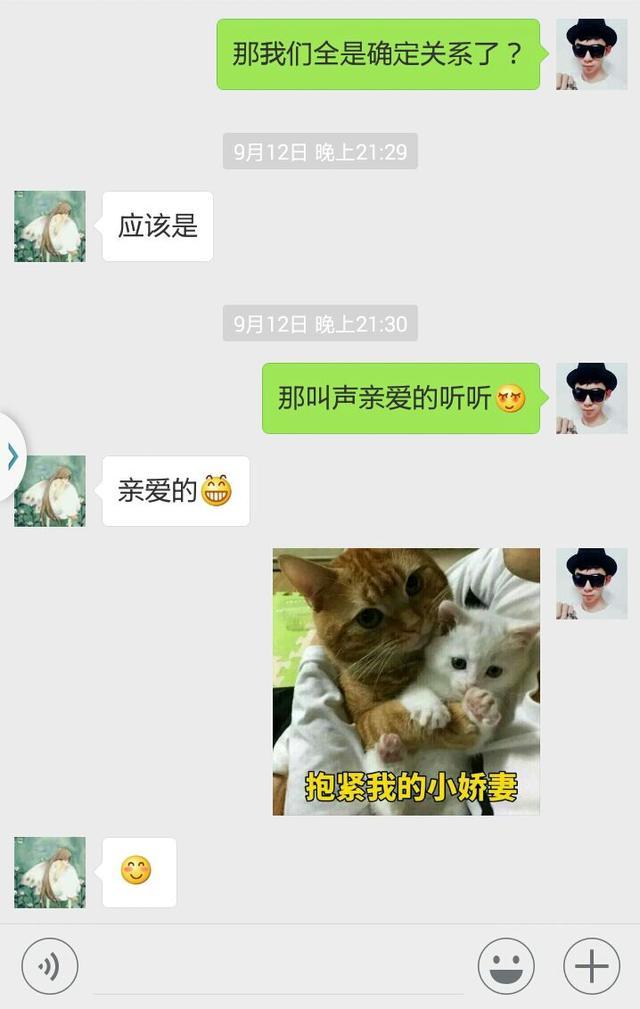 那我们全是确定关系了？
9月12日 晚上21:29
应该是
9月12日 晚上21:30
那叫声亲爱的听听
亲爱的
抱紧我的小娇妻